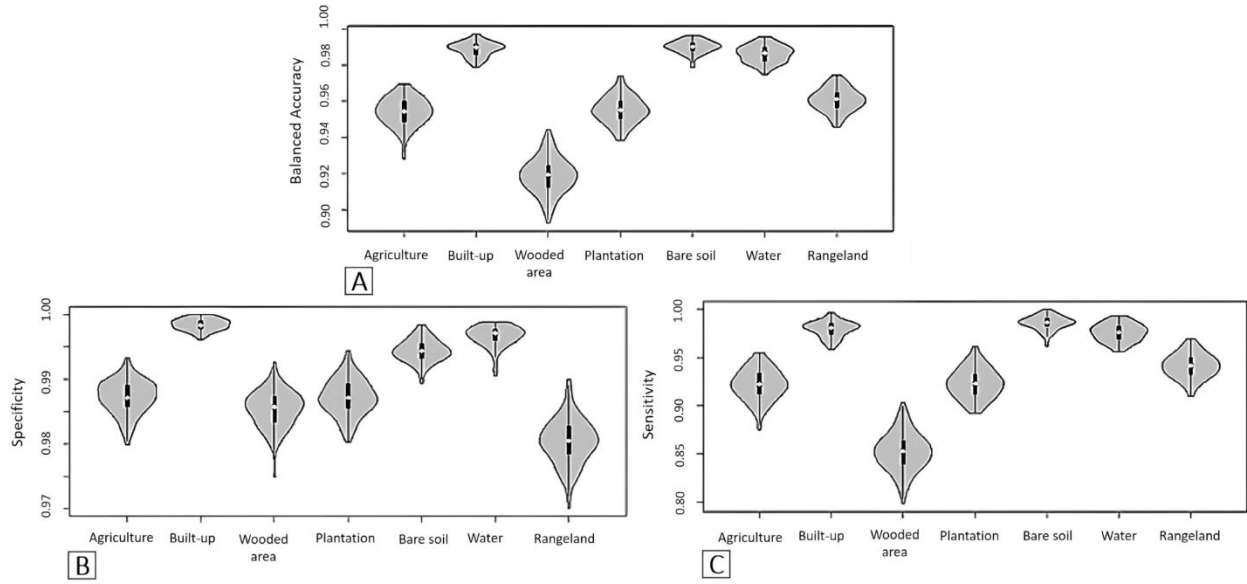 1.00
0.98
0.96
0.94
0.92
0.90
Balanced Accuracy
Agriculture Built-up Wooded area Plantation Bare soil Water Rangeland
A
1.00
0.99
0.98
0.97
Specificity
Agriculture Built-up Wooded area Plantation Bare soil Water Rangeland
B
1.00
0.95
0.90
0.85
0.80
Sensitivity
Agriculture Built-up Wooded area Plantation Bare soil Water Rangeland
C